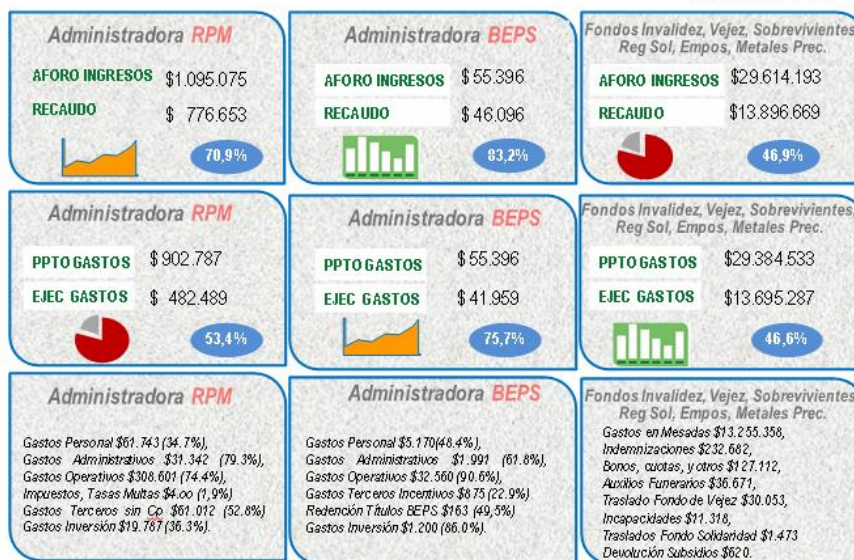 Administradora RPM
AFORO INGRESOS $1.095.075
RECAUDO $ 776.653
70,9%
Administradora BEPS
AFORO INGRESOS $55.396
RECAUDO $46.096
83,2%
Fondos Invalidez, Vejez, Sobrevivientes,
Reg Sol, Empos, Metales Prec.
AFORO INGRESOS $29.614.193
RECAUDO $13.896.669
46,9%
Administradora RPM
PPTO GASTOS $902.787
EJEC GASTOS $ 482.489
53,4%
Administradora BEPS
PPTO GASTOS $55.396
EJEC GASTOS $41.959
75,7%
Fondos Invalidez, Vejez, Sobrevivientes,
Reg Sol, Empos, Metales Prec.
PPTO GASTOS $29.384.533
EJEC GASTOS $13.695.287
46,6%
Administradora RPM
Gastos Personal $61.743 (34.7%),
Gastos Administrativos $31.342 (79.3%),
Gastos Operativos $308.601 (74.4%),
Impuestos, Tasas Multas $4.oo (1,9%)
Gastos Terceros sin Cp $61.012 (52.8%)
Gastos Inversión $19.787 (36.3%).
Administradora BEPS
Gastos Personal $5.170(48.4%),
Gastos Administrativos $1.991 (61.8%),
Gastos Operativos $32.560 (90.6%),
Gastos Terceros Incentivos $875 (22.9%)
Redención Títulos BEPS $163 (49,5%)
Gastos Inversión $1.200 (86.0%).
Fondos Invalidez, Vejez, Sobrevivientes,
Reg Sol, Empos, Metales Prec.
Gastos en Mesadas $13.255.358,
Indemnizaciones $232.682,
Bonos, cuotas, y otros $127.112,
Auxilios Funerarios $36.671,
Traslado Fondo de Vejez $30.053,
Incapacidades $11.318,
Traslados Fondo Solidaridad $1.473
Devolución Subsidios $620.